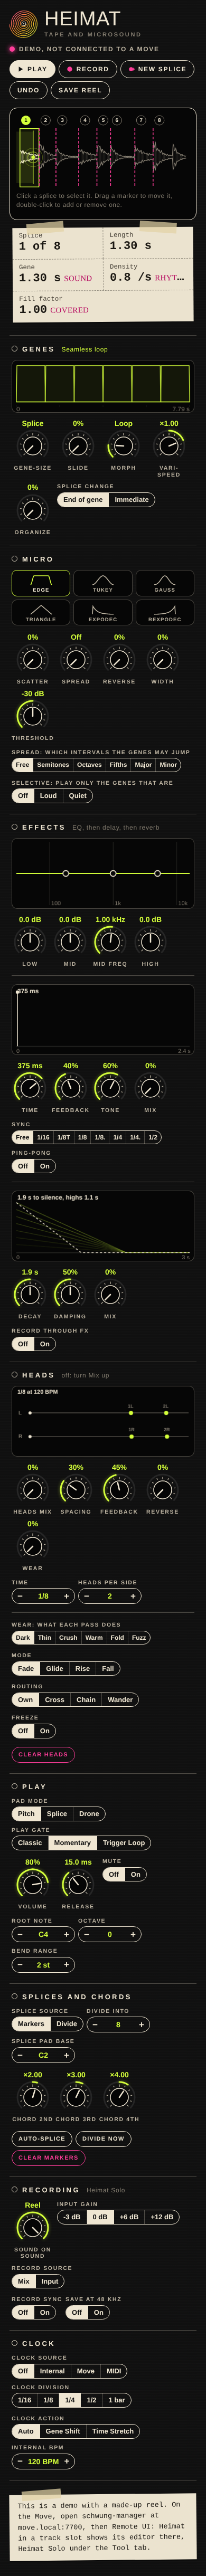 HEIMAT
TAPE AND MICROSOUND
DEMO, NOT CONNECTED TO A MOVE
PLAY RECORD NEW SPLICE
UNDO SAVE REEL
1 2 3 4 5 6 7 8
Click a splice to select it. Drag a marker to move it, double-click to add or remove one.
Splice Length
1 of 8 1.30 s
Gene Density
1.30 s SOUND 0.8 /s RHYT…
Fill factor
1.00 COVERED
GENES Seamless loop
0 7.79 s
Splice 0% Loop ×1.00
GENE-SIZE SLIDE MORPH VARI-SPEED
0%
ORGANIZE
SPLICE CHANGE
End of gene Immediate
MICRO
EDGE TUKEY GAUSS
TRIANGLE EXPODEC REXPODEC
0% Off 0% 0%
SCATTER SPREAD REVERSE WIDTH
-30 dB
THRESHOLD
SPREAD: WHICH INTERVALS THE GENES MAY JUMP
Free Semitones Octaves Fifths Major Minor
SELECTIVE: PLAY ONLY THE GENES THAT ARE
Off Loud Quiet
EFFECTS EQ, then delay, then reverb
100 1k 10k
0.0 dB 0.0 dB 1.00 kHz 0.0 dB
LOW MID MID FREQ HIGH
375 ms
0 2.4 s
375 ms 40% 60% 0%
TIME FEEDBACK TONE MIX
SYNC
Free 1/16 1/8T 1/8 1/8. 1/4 1/4. 1/2
PING-PONG
Off On
1.9 s to silence, highs 1.1 s
0 3 s
1.9 s 50% 0%
DECAY DAMPING MIX
RECORD THROUGH FX
Off On
HEADS off: turn Mix up
1/8 at 120 BPM
L 1L 2L
R 1R 2R
0% 30% 45% 0%
HEADS MIX SPACING FEEDBACK REVERSE
0%
WEAR
TIME HEADS PER SIDE
− 1/8 + − 2 +
WEAR: WHAT EACH PASS DOES
Dark Thin Crush Warm Fold Fuzz
MODE
Fade Glide Rise Fall
ROUTING
Own Cross Chain Wander
FREEZE
Off On
CLEAR HEADS
PLAY
PAD MODE
Pitch Splice Drone
PLAY GATE
Classic Momentary Trigger Loop
80% 15.0 ms
VOLUME RELEASE
MUTE
Off On
ROOT NOTE OCTAVE
− C4 + − 0 +
BEND RANGE
− 2 st +
SPLICES AND CHORDS
SPLICE SOURCE DIVIDE INTO
Markers Divide − 8 +
SPLICE PAD BASE
− C2 +
×2.00 ×3.00 ×4.00
CHORD 2ND CHORD 3RD CHORD 4TH
AUTO-SPLICE DIVIDE NOW
CLEAR MARKERS
RECORDING Heimat Solo
Reel
SOUND ON SOUND
INPUT GAIN
-3 dB 0 dB +6 dB +12 dB
RECORD SOURCE
Mix Input
RECORD SYNC SAVE AT 48 KHZ
Off On Off On
CLOCK
CLOCK SOURCE
Off Internal Move MIDI
CLOCK DIVISION
1/16 1/8 1/4 1/2 1 bar
CLOCK ACTION
Auto Gene Shift Time Stretch
INTERNAL BPM
− 120 BPM +
This is a demo with a made-up reel. On
the Move, open schwung-manager at
move.local:7700, then Remote UI: Heimat
in a track slot shows its editor there,
Heimat Solo under the Tool tab.